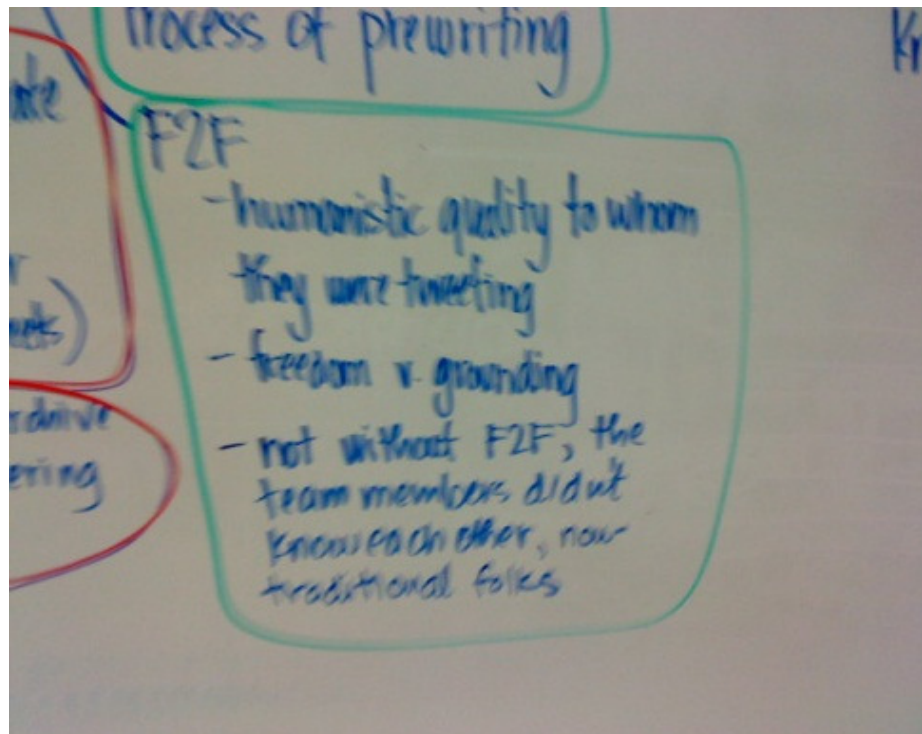 Process of prewriting
F2F
- humanistic quality to whom
they were tweeting
- freedom v. grounding
- not without F2F, the
team members didn't
know each other, non-
traditional folks
ering